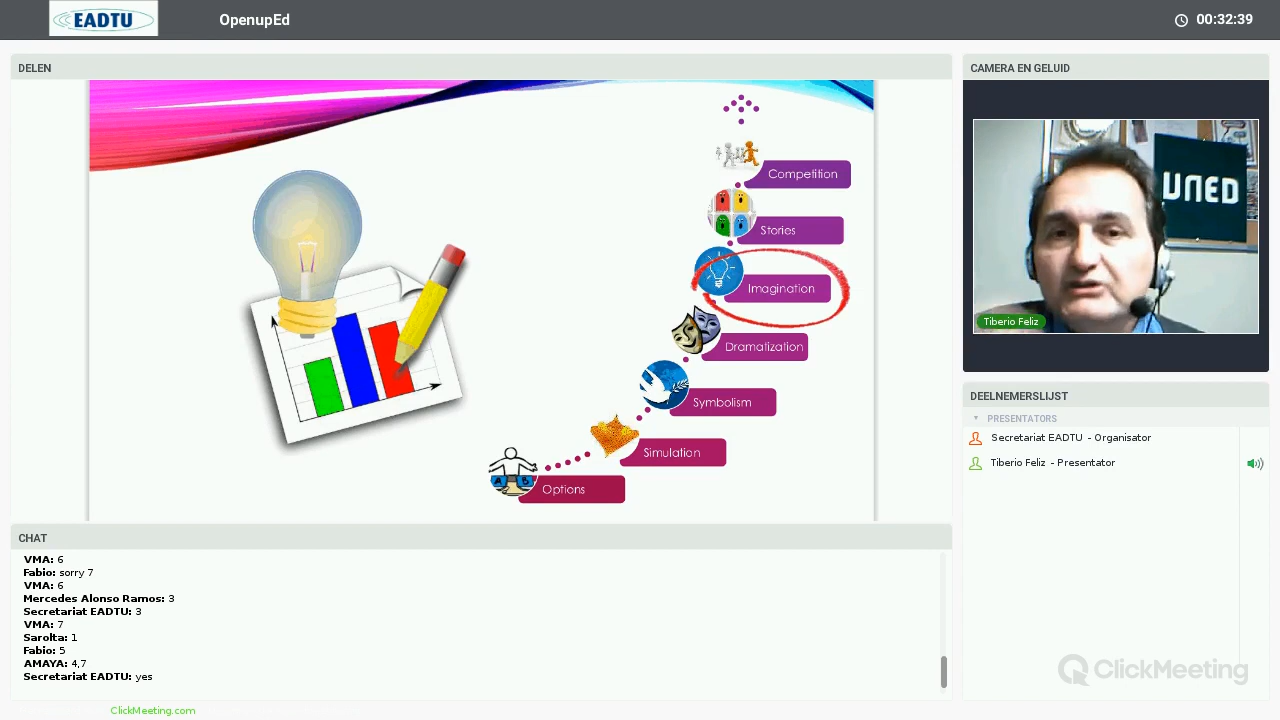 EADTU
OpenupEd
00:32:39
DELEN
Competition
Stories
Imagination
Dramatization
Symbolism
Simulation
A B
Options
CAMERA EN GELUID
UNED
Tiberio Feliz
DEELNEMERSLIJST
PRESENTATORS
Secretariat EADTU - Organisator
Tiberio Feliz - Presentator
CHAT
VMA: 6
Fabio: sorry 7
VMA: 6
Mercedes Alonso Ramos: 3
Secretariat EADTU: 3
VMA: 7
Sarolta: 1
Fabio: 5
AMAYA: 4,7
Secretariat EADTU: yes
ClickMeeting
ClickMeeting.com